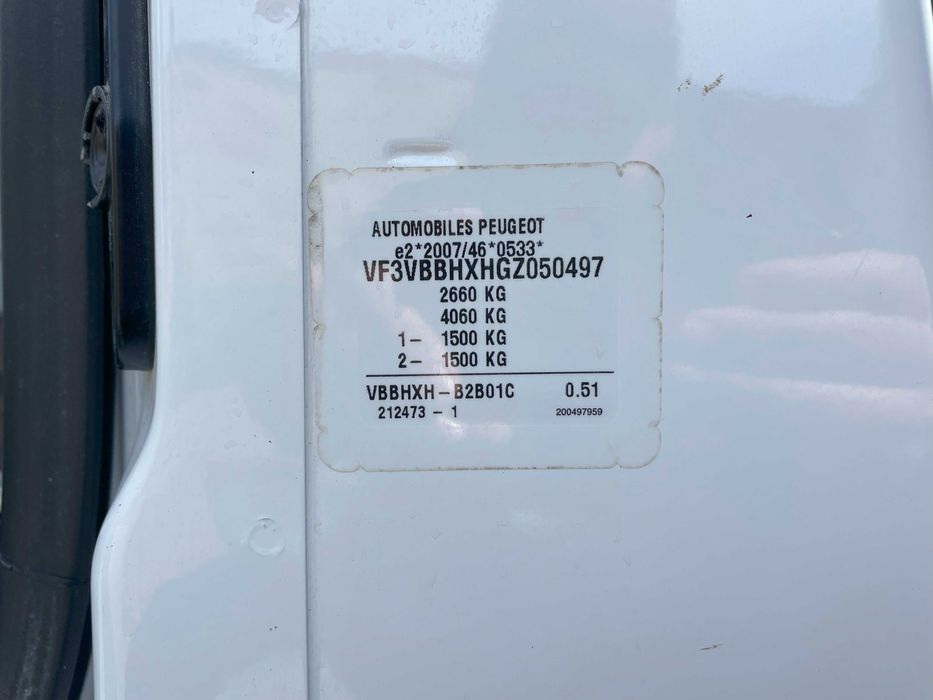 AUTOMOBILES PEUGEOT
e2*2007/46*0533*
VF3VBBHXHGZ050497
2660 KG
4060 KG
1- 1500 KG
2- 1500 KG
VBBHXH-B2B01C 0.51
212473 - 1 200497959